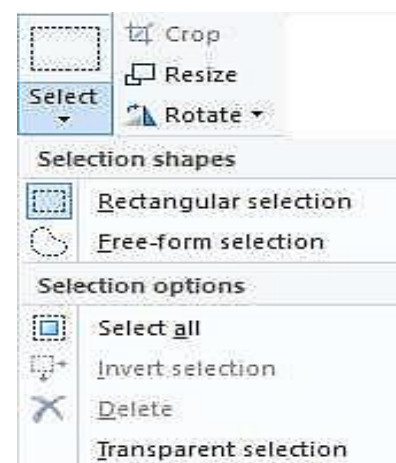 Crop
Resize
Select
Rotate
Selection shapes
Rectangular selection
Free-form selection
Selection options
Select all
Invert selection
Delete
Transparent selection